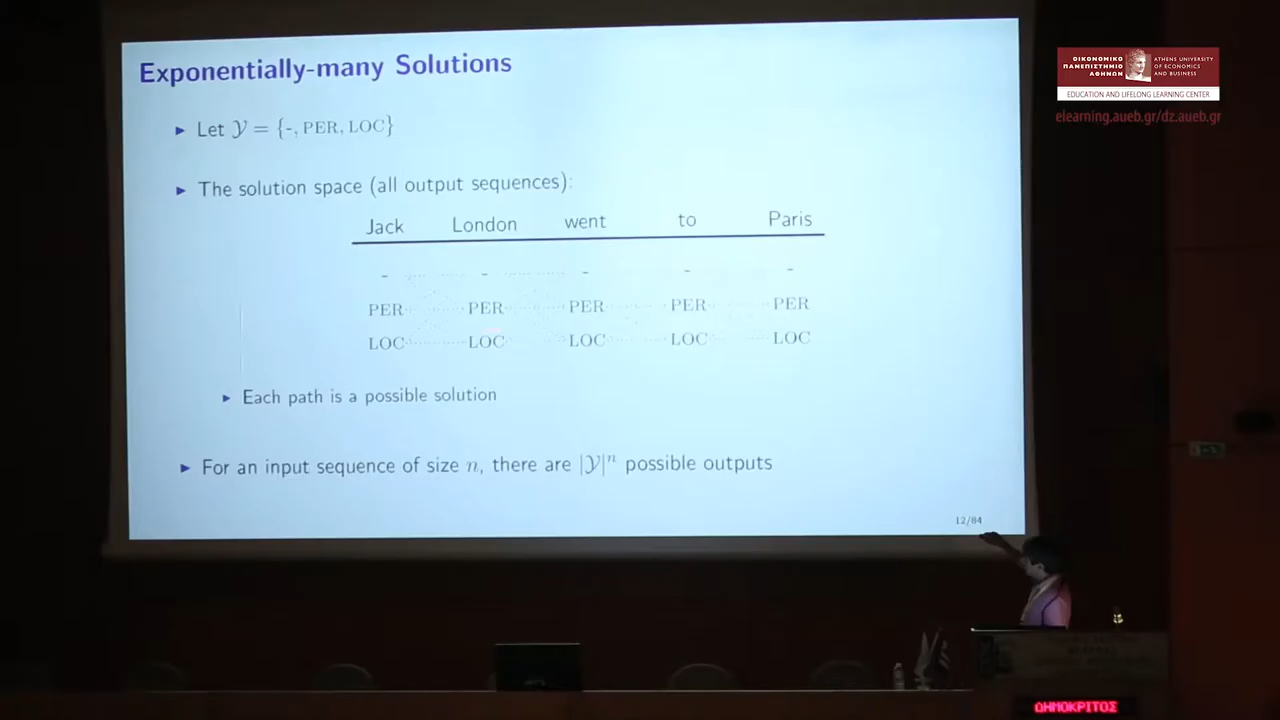 Exponentially-many Solutions
▶ Let 𝒴 = {-, PER, LOC}
▶ The solution space (all output sequences):
Jack London went to Paris
- - - - -
PER PER PER PER PER
LOC LOC LOC LOC LOC
▶ Each path is a possible solution
▶ For an input sequence of size n, there are |𝒴|ⁿ possible outputs
12/84
ΟΙΚΟΝΟΜΙΚΟ
ΠΑΝΕΠΙΣΤΗΜΙΟ
ΑΘΗΝΩΝ
ATHENS UNIVERSITY
OF ECONOMICS
AND BUSINESS
EDUCATION AND LIFELONG LEARNING CENTER
elearning.aueb.gr/dz.aueb.gr
ΔΗΜΟΚΡΙΤΟΣ